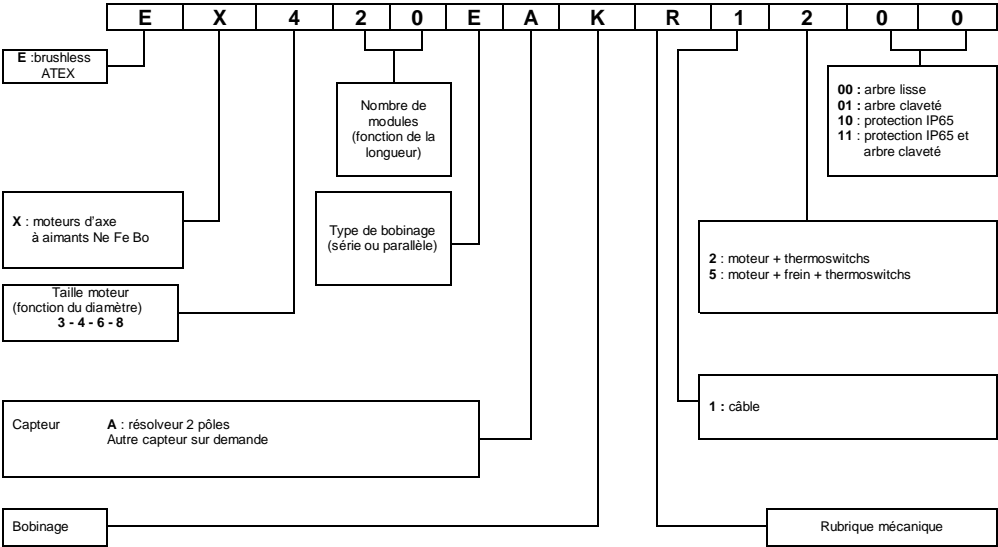 E X 4 2 0 E A K R 1 2 0 0
E :brushless
ATEX
Nombre de
modules
(fonction de la
longueur)
00 : arbre lisse
01 : arbre claveté
10 : protection IP65
11 : protection IP65 et
arbre claveté
X : moteurs d'axe
à aimants Ne Fe Bo
Type de bobinage
(série ou parallèle)
2 : moteur + thermoswitchs
5 : moteur + frein + thermoswitchs
Taille moteur
(fonction du diamètre)
3 - 4 - 6 - 8
Capteur A : résolveur 2 pôles
Autre capteur sur demande
1 : câble
Bobinage
Rubrique mécanique